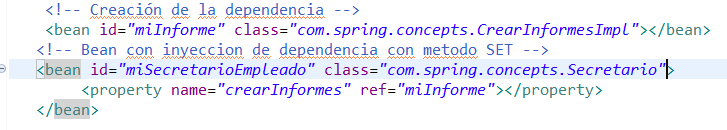 <!-- Creación de la dependencia -->
<bean id="miInforme" class="com.spring.concepts.CrearInformesImpl"></bean>
<!-- Bean con inyeccion de dependencia con metodo SET -->
<bean id="miSecretarioEmpleado" class="com.spring.concepts.Secretario">
<property name="crearInformes" ref="miInforme"></property>
</bean>